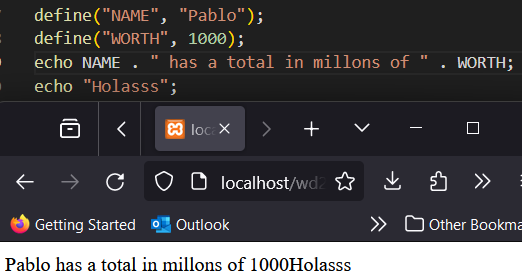 define("NAME", "Pablo");
define("WORTH", 1000);
echo NAME . " has a total in millons of " . WORTH;
echo "Holasss";
loc
localhost/wd
Getting Started
Outlook
Other Bookma
Pablo has a total in millons of 1000Holasss